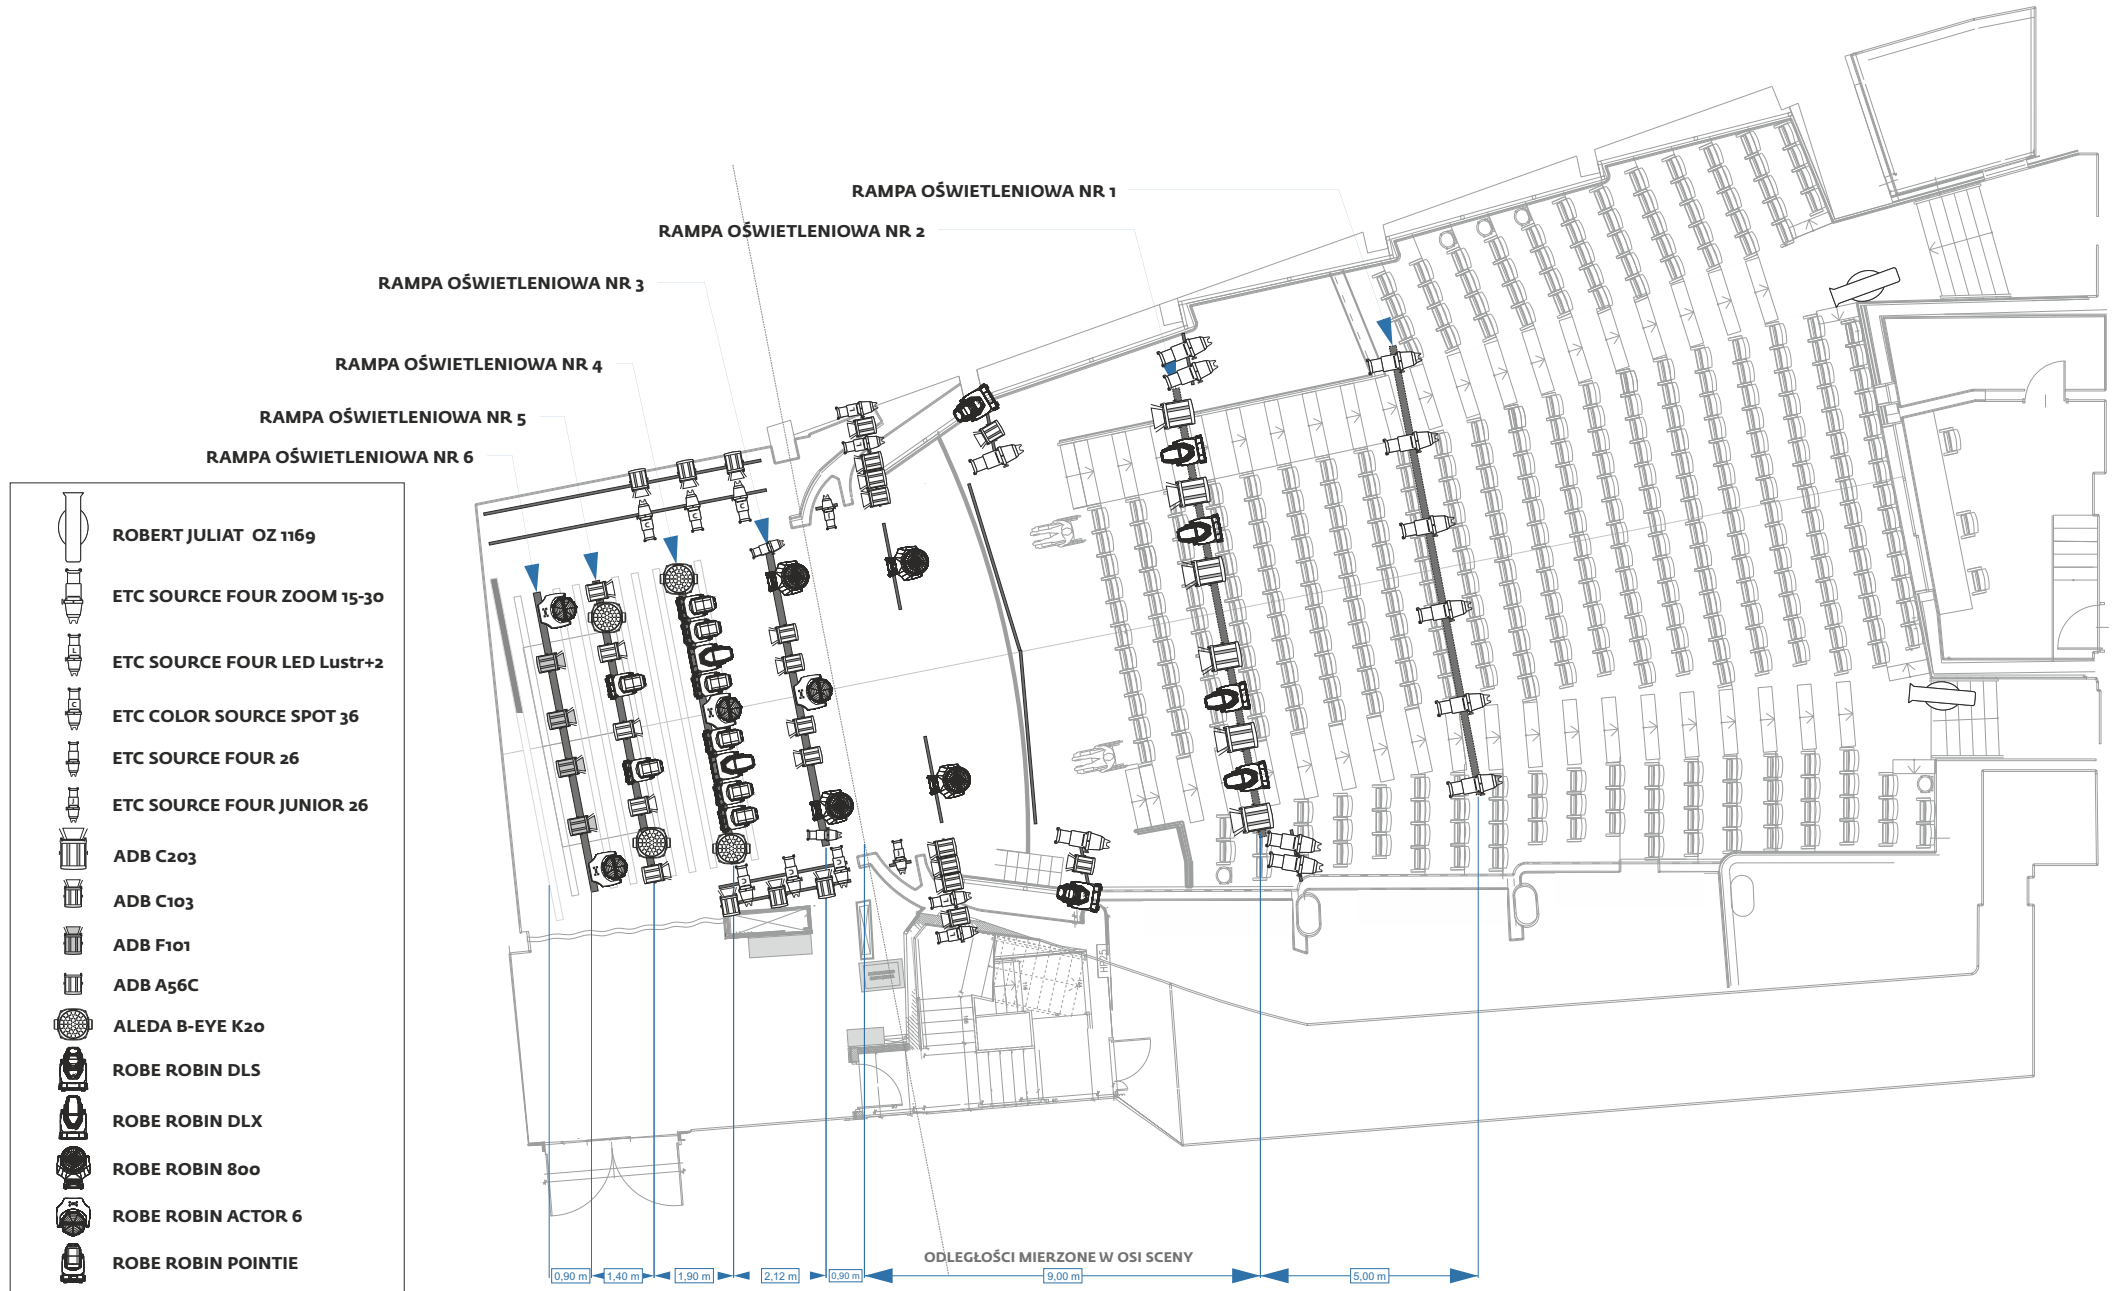 RAMPA OŚWIETLENIOWA NR 1
RAMPA OŚWIETLENIOWA NR 2
RAMPA OŚWIETLENIOWA NR 3
RAMPA OŚWIETLENIOWA NR 4
RAMPA OŚWIETLENIOWA NR 5
RAMPA OŚWIETLENIOWA NR 6
ROBERT JULIAT OZ 1169
ETC SOURCE FOUR ZOOM 15-30
ETC SOURCE FOUR LED Lustr+2
ETC COLOR SOURCE SPOT 36
ETC SOURCE FOUR 26
ETC SOURCE FOUR JUNIOR 26
ADB C203
ADB C103
ADB F101
ADB A56C
ALEDA B-EYE K20
ROBE ROBIN DLS
ROBE ROBIN DLX
ROBE ROBIN 800
ROBE ROBIN ACTOR 6
ROBE ROBIN POINTIE
ODLEGŁOŚCI MIERZONE W OSI SCENY
0,90 m
1,40 m
1,90 m
2,12 m
0,90 m
9,00 m
5,00 m